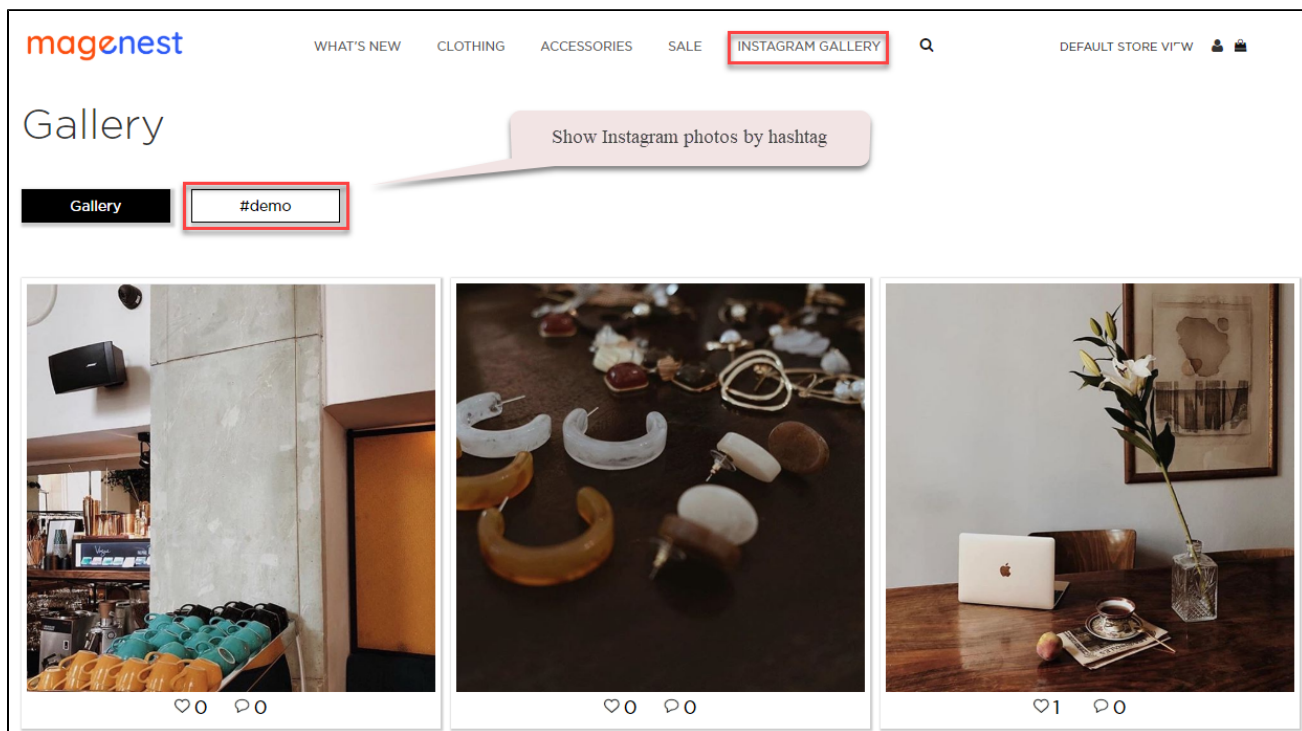 magenest
WHAT'S NEW CLOTHING ACCESSORIES SALE INSTAGRAM GALLERY
DEFAULT STORE VIEW
Gallery
Show Instagram photos by hashtag
Gallery #demo
0 0 0 0 1 0